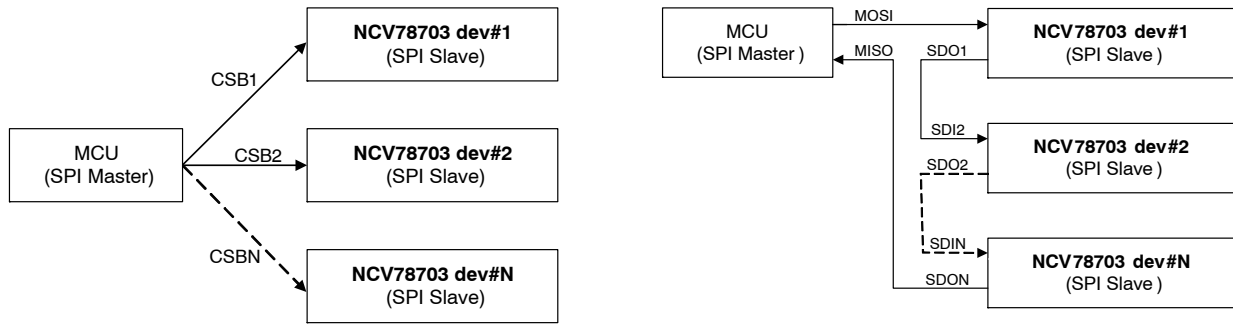 NCV78703 dev#1
(SPI Slave)
CSB1
MCU
(SPI Master)
CSB2
NCV78703 dev#2
(SPI Slave)
CSBN
NCV78703 dev#N
(SPI Slave)
MCU
(SPI Master )
MOSI
MISO
NCV78703 dev#1
(SPI Slave )
SDO1
SDI2
NCV78703 dev#2
(SPI Slave )
SDO2
SDIN
NCV78703 dev#N
(SPI Slave )
SDON